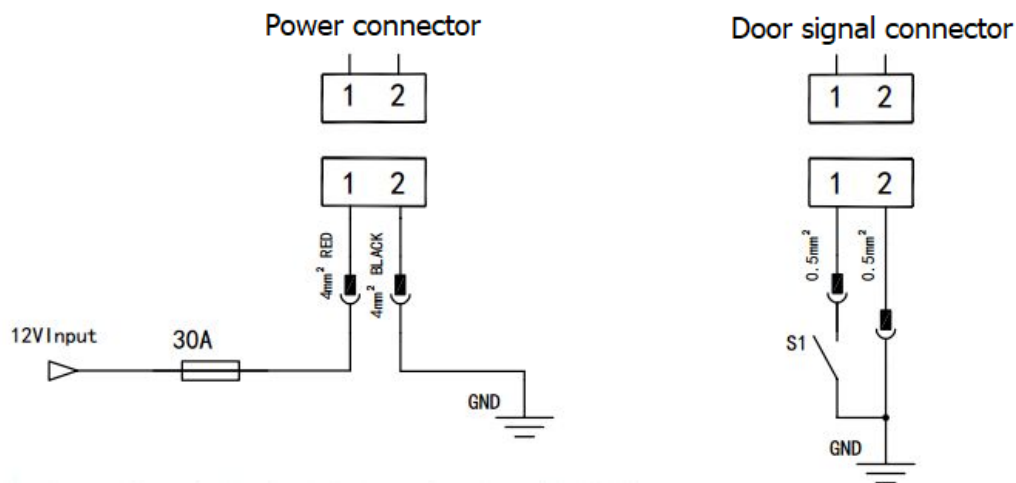 Power connector
1 2
1 2
4mm² RED
4mm² BLACK
12VInput
30A
GND
Door signal connector
1 2
1 2
0.5mm²
0.5mm²
S1
GND